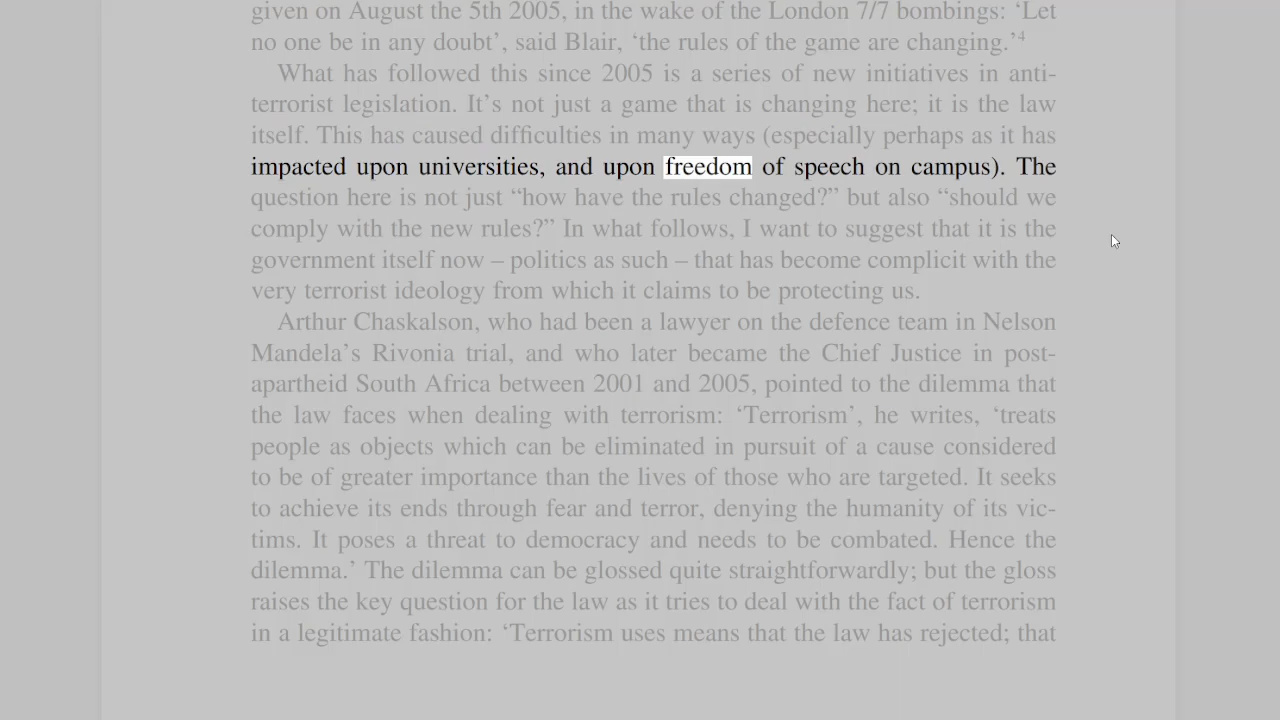 given on August the 5th 2005, in the wake of the London 7/7 bombings: ‘Let
no one be in any doubt’, said Blair, ‘the rules of the game are changing.’⁴
What has followed this since 2005 is a series of new initiatives in anti-
terrorist legislation. It’s not just a game that is changing here; it is the law
itself. This has caused difficulties in many ways (especially perhaps as it has
impacted upon universities, and upon freedom of speech on campus). The
question here is not just “how have the rules changed?” but also “should we
comply with the new rules?” In what follows, I want to suggest that it is the
government itself now – politics as such – that has become complicit with the
very terrorist ideology from which it claims to be protecting us.
Arthur Chaskalson, who had been a lawyer on the defence team in Nelson
Mandela’s Rivonia trial, and who later became the Chief Justice in post-
apartheid South Africa between 2001 and 2005, pointed to the dilemma that
the law faces when dealing with terrorism: ‘Terrorism’, he writes, ‘treats
people as objects which can be eliminated in pursuit of a cause considered
to be of greater importance than the lives of those who are targeted. It seeks
to achieve its ends through fear and terror, denying the humanity of its vic-
tims. It poses a threat to democracy and needs to be combated. Hence the
dilemma.’ The dilemma can be glossed quite straightforwardly; but the gloss
raises the key question for the law as it tries to deal with the fact of terrorism
in a legitimate fashion: ‘Terrorism uses means that the law has rejected; that